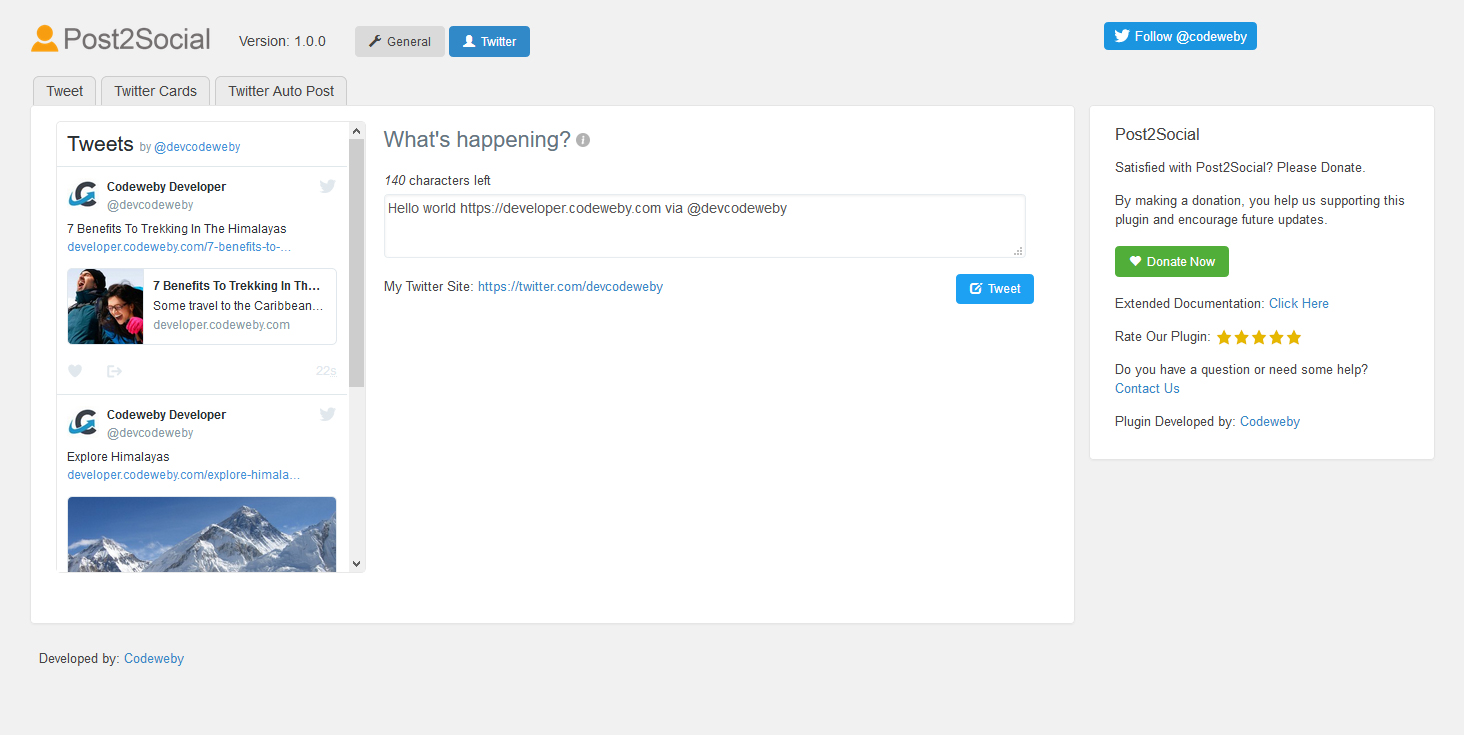 Post2Social
Version: 1.0.0
General
Twitter
Follow @codeweby
Tweet
Twitter Cards
Twitter Auto Post
Tweets by @devcodeweby
Codeweby Developer
@devcodeweby
7 Benefits To Trekking In The Himalayas
developer.codeweby.com/7-benefits-to-…
7 Benefits To Trekking In Th…
Some travel to the Caribbean…
developer.codeweby.com
22s
Codeweby Developer
@devcodeweby
Explore Himalayas
developer.codeweby.com/explore-himala…
What's happening?
140 characters left
Hello world https://developer.codeweby.com via @devcodeweby
My Twitter Site: https://twitter.com/devcodeweby
Tweet
Post2Social
Satisfied with Post2Social? Please Donate.
By making a donation, you help us supporting this
plugin and encourage future updates.
Donate Now
Extended Documentation: Click Here
Rate Our Plugin:
Do you have a question or need some help?
Contact Us
Plugin Developed by: Codeweby
Developed by: Codeweby